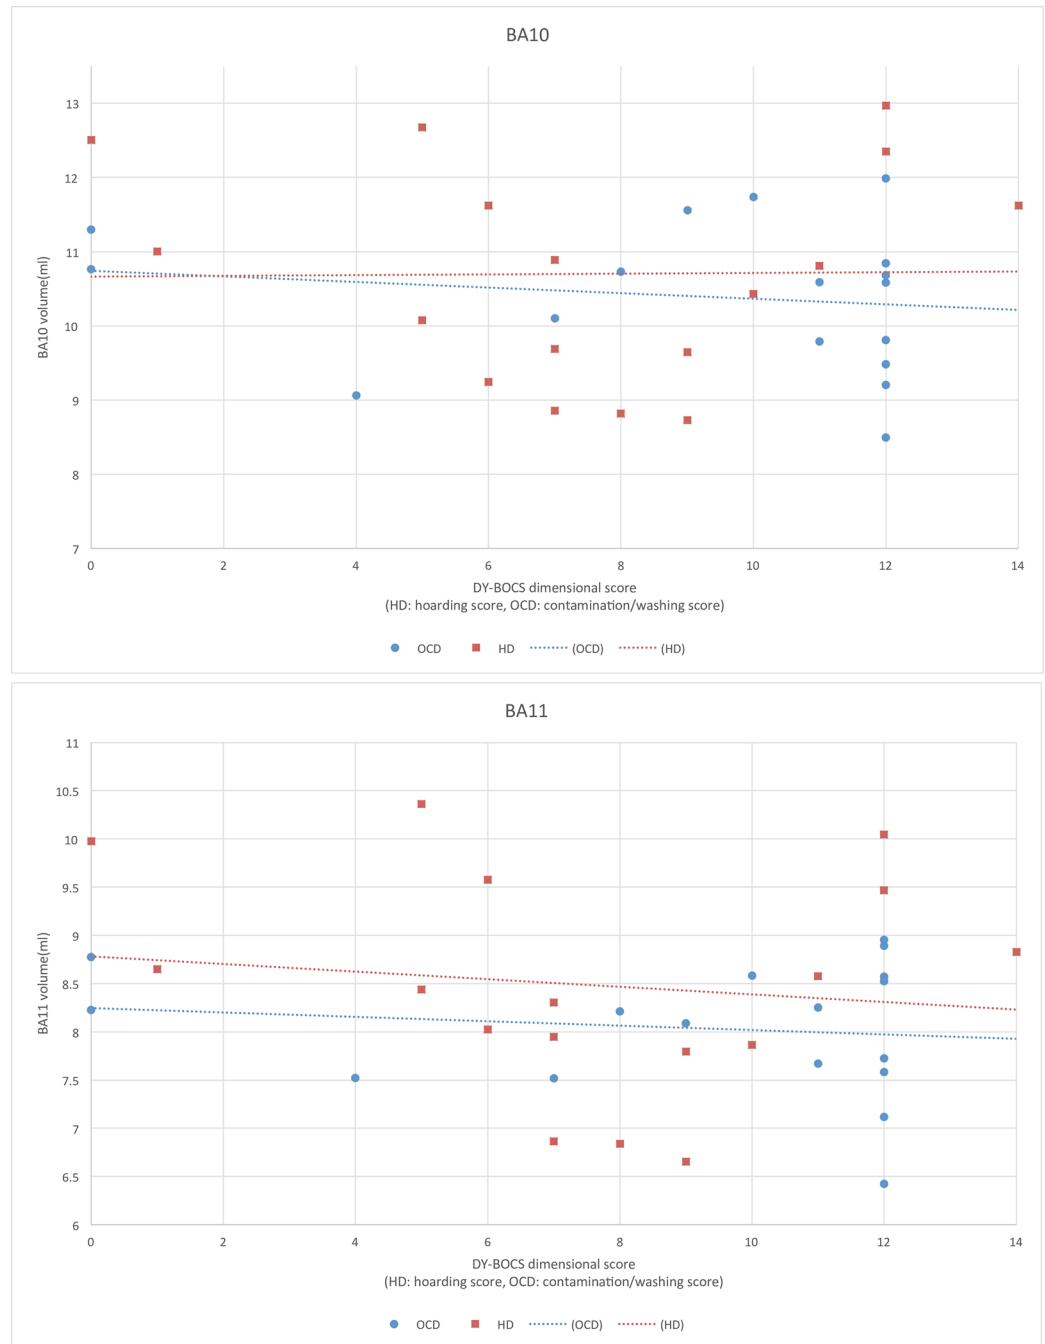 BA10
13
12
11
10
9
8
7
BA10 volume(ml)
0 2 4 6 8 10 12 14
DY-BOCS dimensional score
(HD: hoarding score, OCD: contamination/washing score)
OCD HD (OCD) (HD)
BA11
11
10.5
10
9.5
9
8.5
8
7.5
7
6.5
6
BA11 volume(ml)
0 2 4 6 8 10 12 14
DY-BOCS dimensional score
(HD: hoarding score, OCD: contamination/washing score)
OCD HD (OCD) (HD)